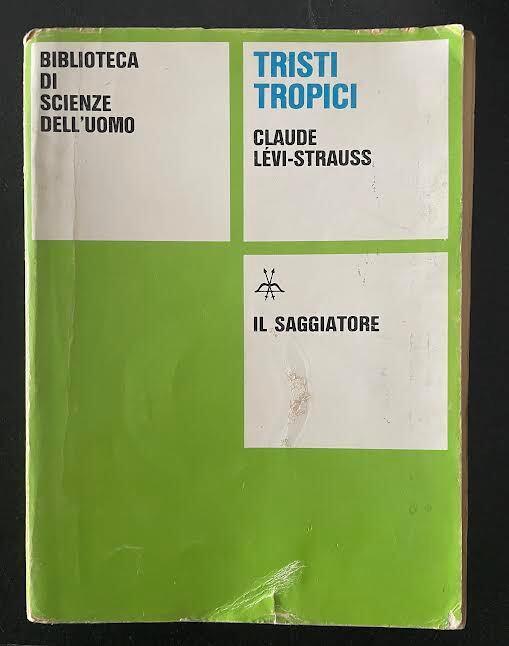 BIBLIOTECA
DI
SCIENZE
DELL'UOMO
TRISTI
TROPICI
CLAUDE
LÉVI-STRAUSS
IL SAGGIATORE